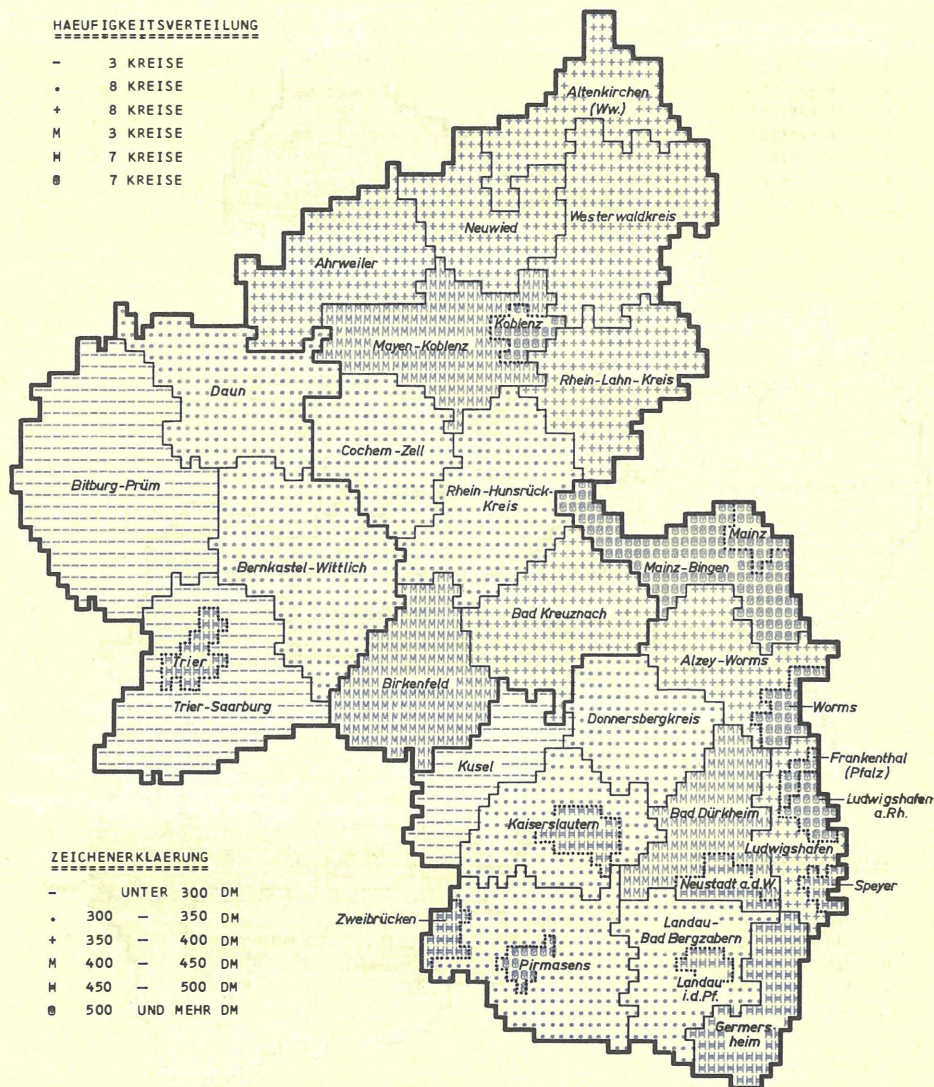 HAEUFIGKEITSVERTEILUNG
- 3 KREISE
. 8 KREISE
+ 8 KREISE
M 3 KREISE
7 KREISE
7 KREISE
Altenkirchen
(Ww.)
Neuwied
Westerwaldkreis
Ahrweiler
Koblenz
Mayen-Koblenz
Rhein-Lahn-Kreis
Daun
Cochem-Zell
Bitburg-Prüm
Rhein-Hunsrück-
Kreis
Mainz
Bernkastel-Wittlich
Mainz-Bingen
Bad Kreuznach
Trier
Alzey-Worms
Birkenfeld
Trier-Saarburg
Donnersbergkreis
Worms
Kusel
Frankenthal
(Pfalz)
Ludwigshafen
a.Rh.
Bad Dürkheim
Kaiserslautern
Ludwigshafen
Neustadt a.d.W.
Speyer
Zweibrücken
Landau-
Bad Bergzabern
Pirmasens
Landau
i.d.Pf.
Germers-
heim
ZEICHENERKLAERUNG
- UNTER 300 DM
. 300 — 350 DM
+ 350 — 400 DM
M 400 — 450 DM
450 — 500 DM
500 UND MEHR DM